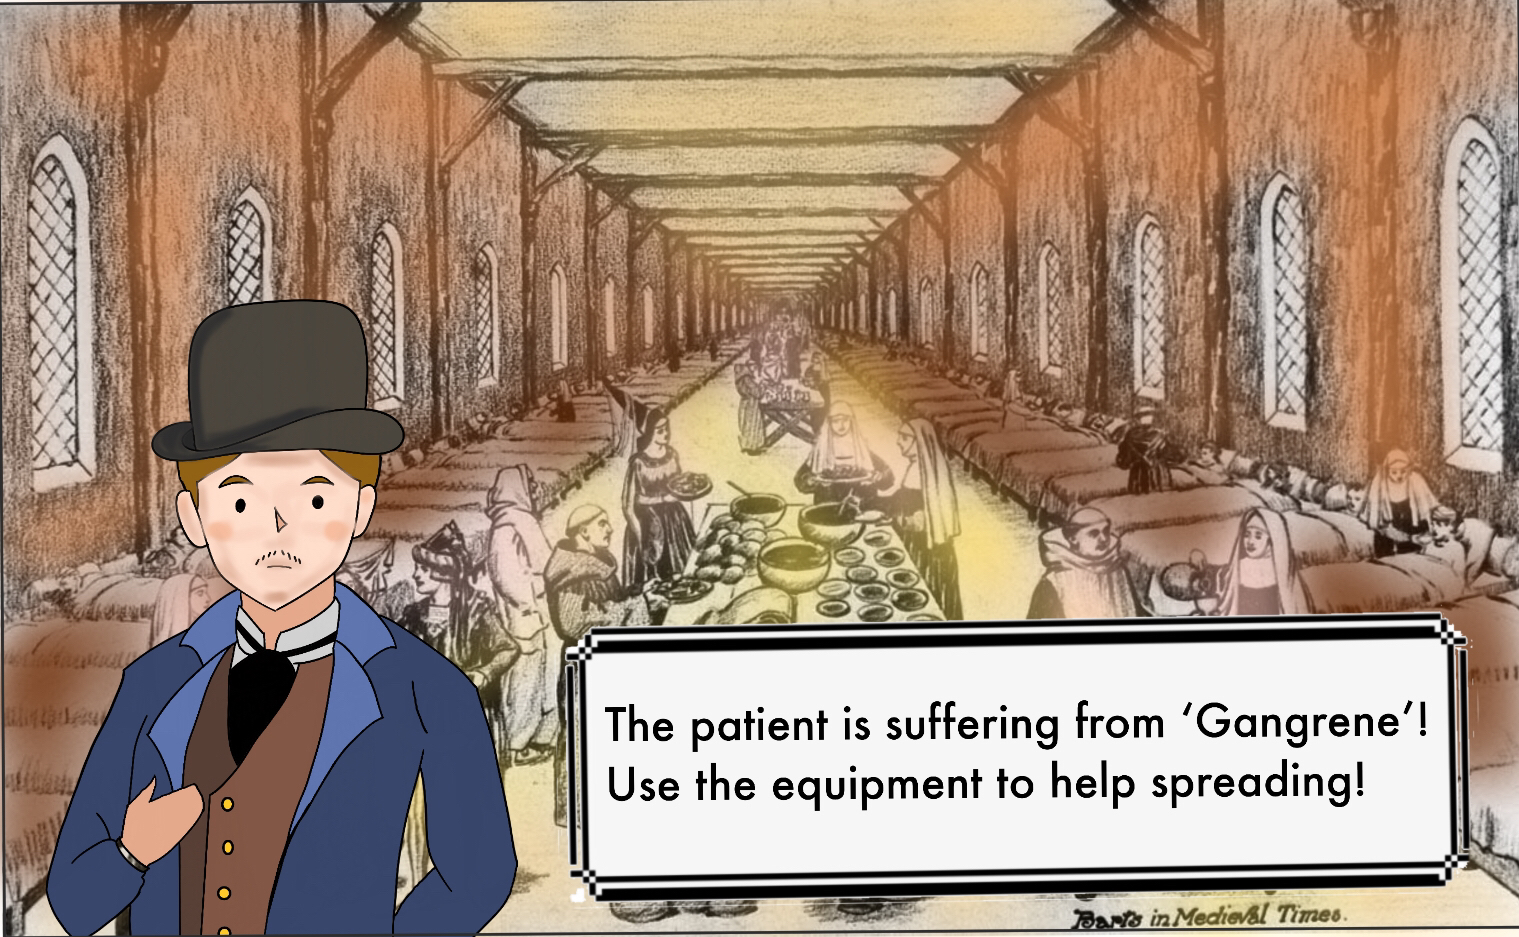 The patient is suffering from ‘Gangrene’!
Use the equipment to help spreading!
Barts in Medieval Times.